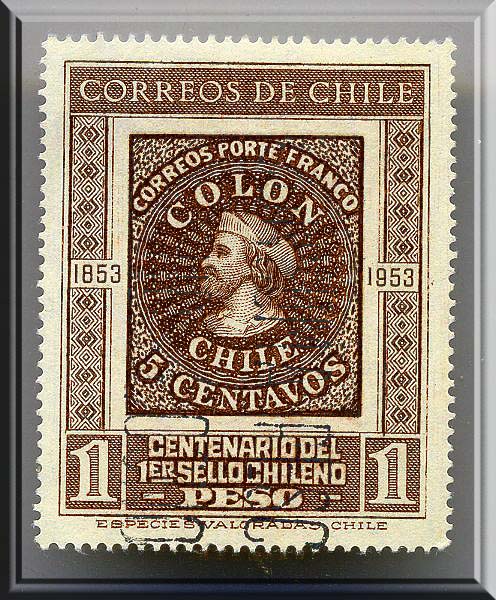 CORREOS DE CHILE
CORREOS PORTE FRANCO
COLON
1853 1953
CHILE
5 CENTAVOS
1 CENTENARIO DEL 1
1ER SELLO CHILENO
PESO
ESPECIES VALORADAS CHILE